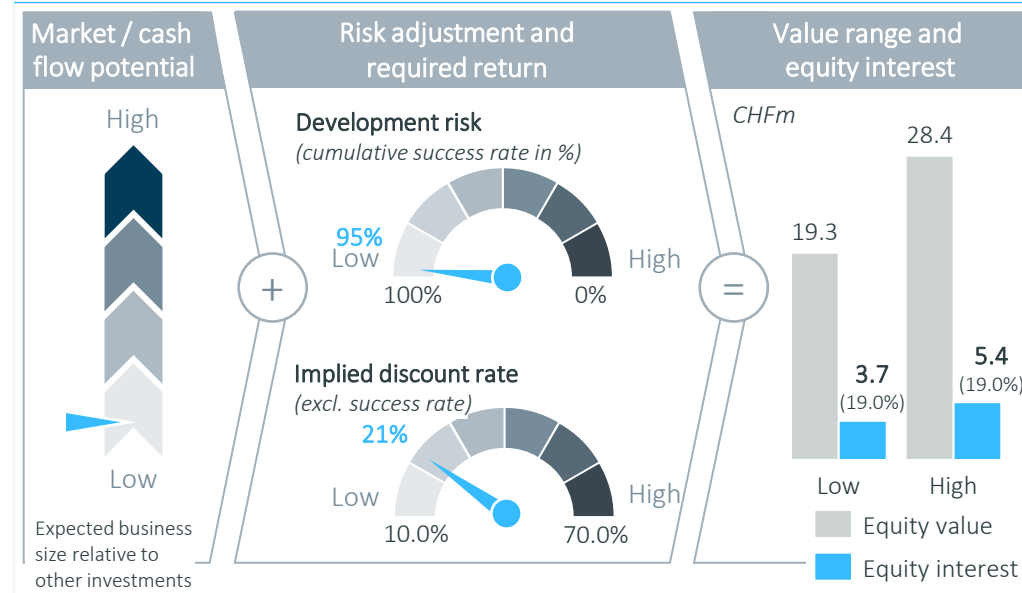 Market / cash
flow potential
High
Low
Expected business
size relative to
other investments
+
Risk adjustment and
required return
Development risk
(cumulative success rate in %)
95%
Low
High
100%
0%
Implied discount rate
(excl. success rate)
21%
Low
High
10.0%
70.0%
=
Value range and
equity interest
CHFm
28.4
19.3
5.4
3.7
(19.0%)
(19.0%)
Low
High
Equity value
Equity interest